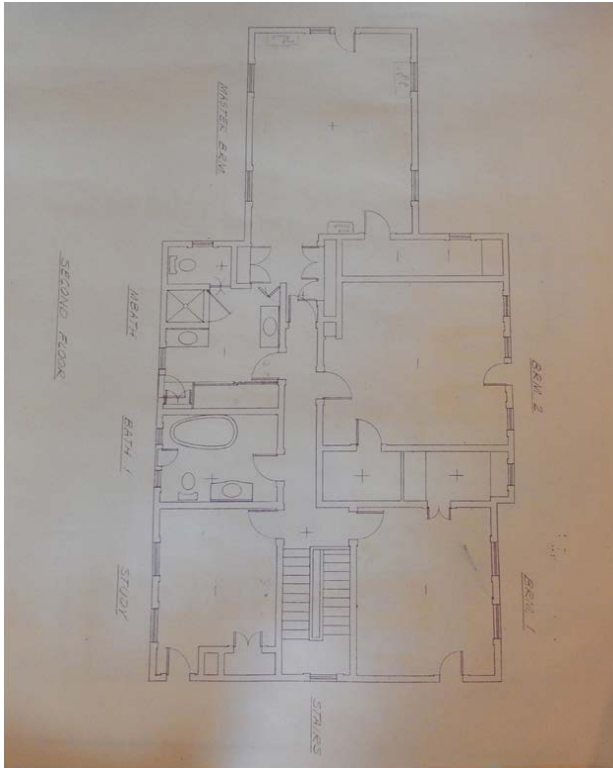 MASTER BRM.
BRM. 2
MBATH
SECOND FLOOR
BATH 1
STUDY
BRM. 1
STAIRS